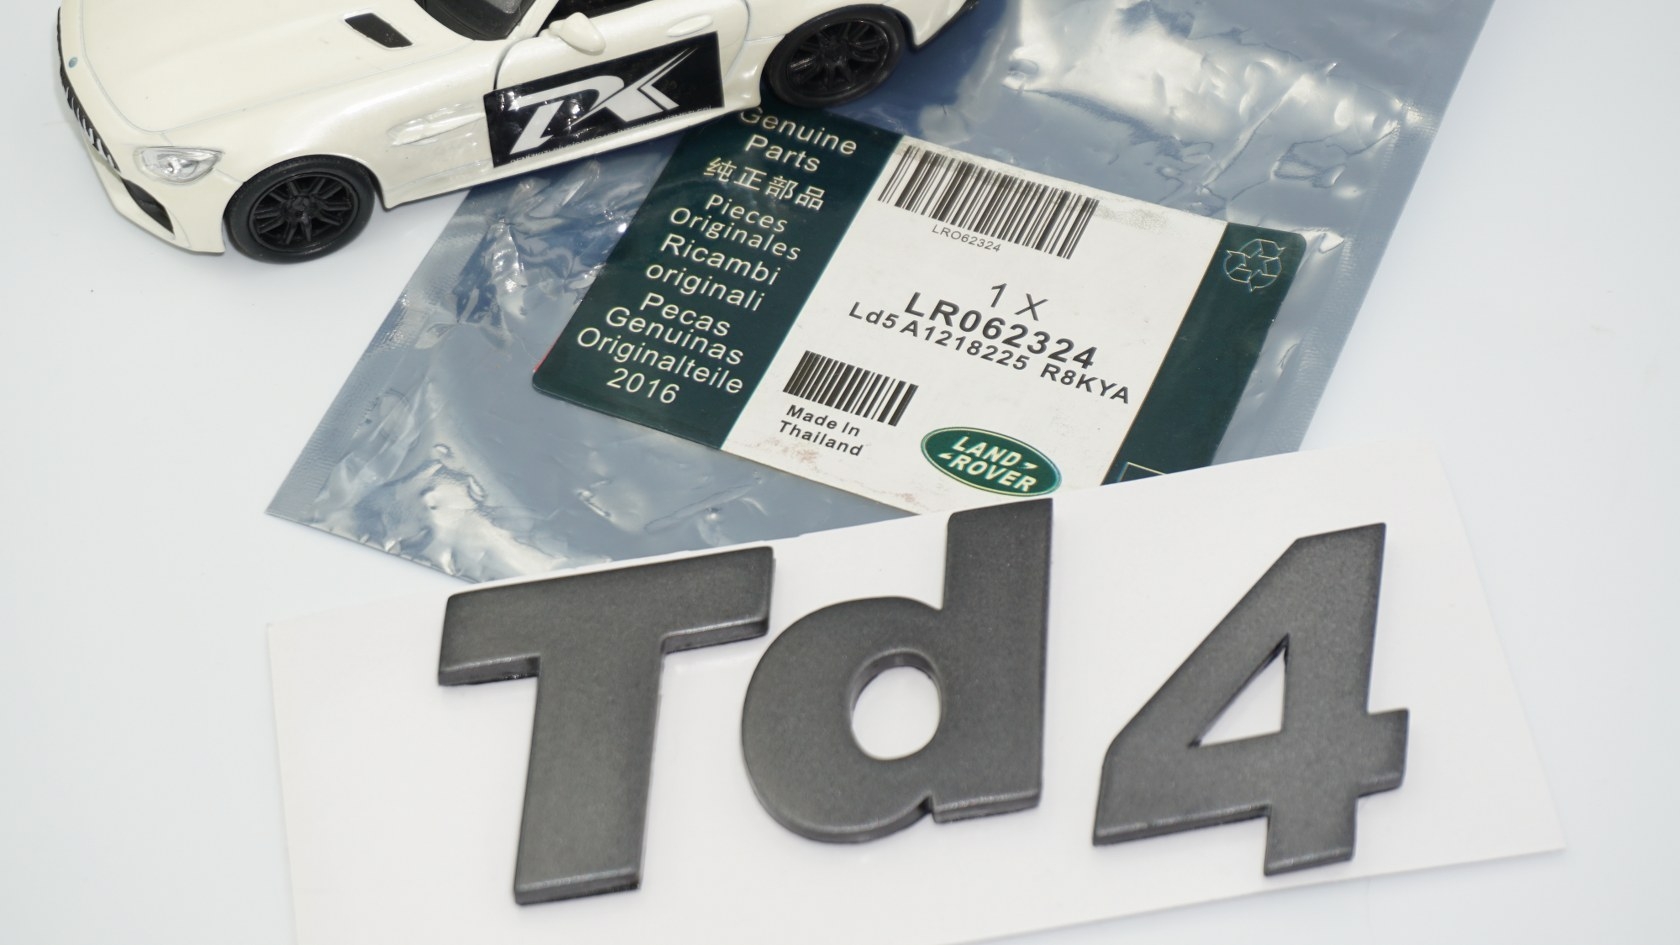 PK
Genuine
Parts
纯正部品
Pieces
Originales
Ricambi
originali
Pecas
Genuinas
Originalteile
2016
LRO62324
1 X
LR062324
Ld5A1218225 R8KYA
Made In
Thailand
LAND
ROVER
Td4